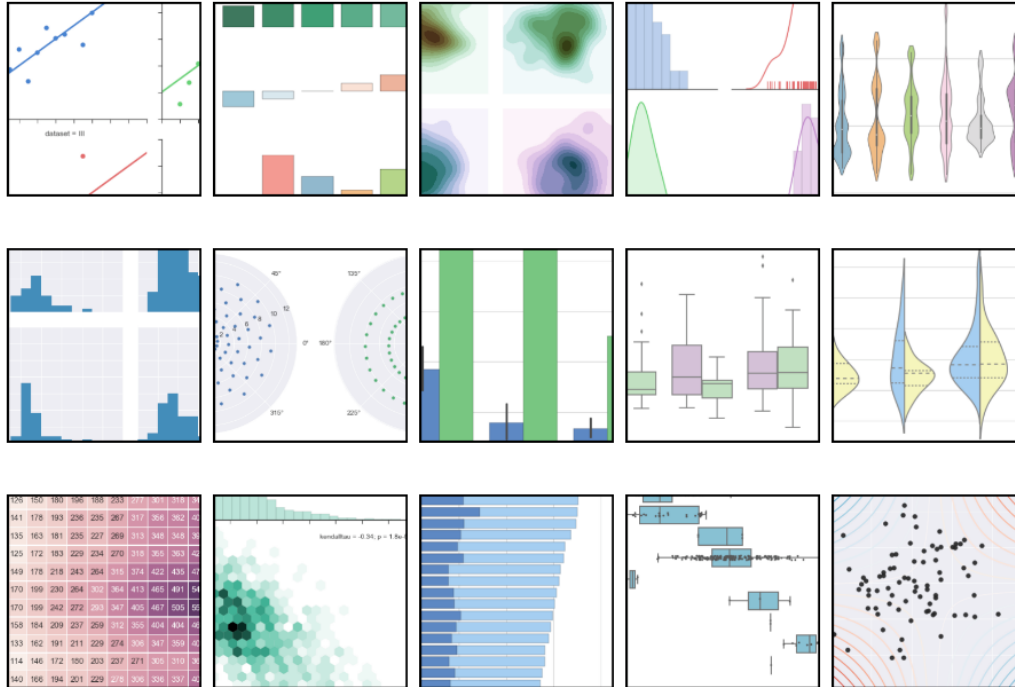 dataset = III
45° 135°
2 4 6 8 10 12
0° 180°
315° 225°
126 150 180 196 188 233 277 301 318
141 178 193 236 235 267 317 356 362
135 163 181 235 227 269 313 348 348
125 172 183 229 234 270 318 355 363
149 178 218 243 264 315 374 422 435
170 199 230 264 302 364 413 465 491
170 199 242 272 293 347 405 467 505
158 184 209 237 259 312 355 404 404
133 162 191 211 229 274 306 347 359
114 146 172 180 203 237 271 305 310
140 166 194 201 229 278 306 336 337
kendalltau = -0.34; p = 1.8e-